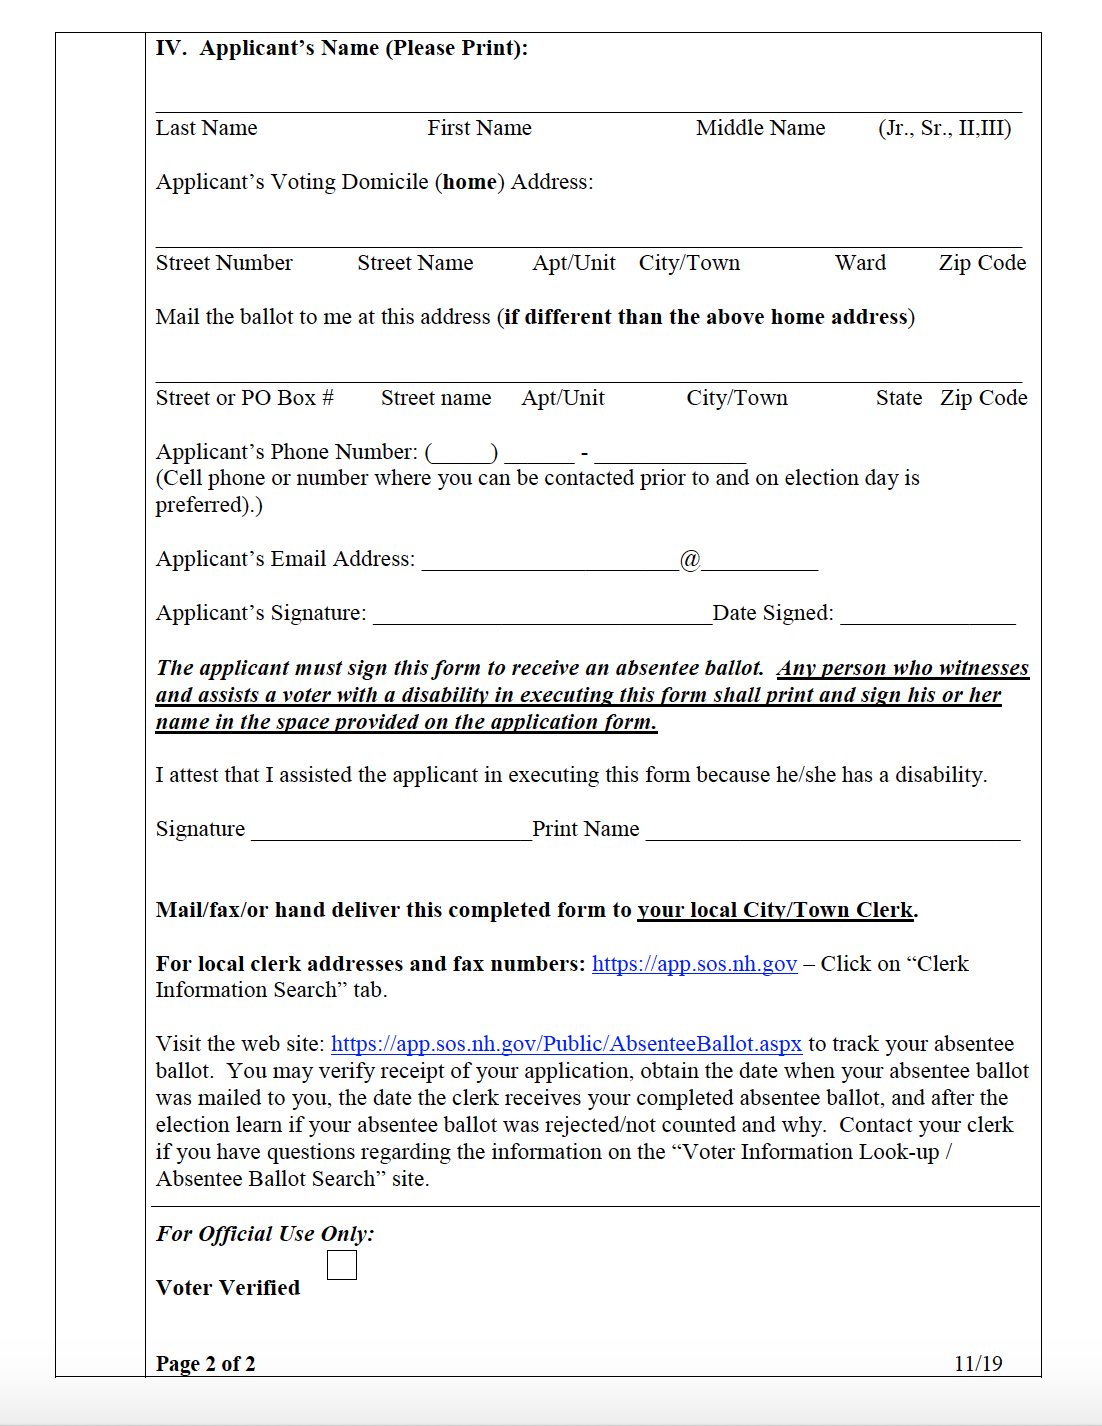 IV. Applicant’s Name (Please Print):
Last Name First Name Middle Name (Jr., Sr., II,III)
Applicant’s Voting Domicile (home) Address:
Street Number Street Name Apt/Unit City/Town Ward Zip Code
Mail the ballot to me at this address (if different than the above home address)
Street or PO Box # Street name Apt/Unit City/Town State Zip Code
Applicant’s Phone Number: (_____) ______ - _____________
(Cell phone or number where you can be contacted prior to and on election day is
preferred).)
Applicant’s Email Address: ______________________@__________
Applicant’s Signature: _____________________________Date Signed: _______________
The applicant must sign this form to receive an absentee ballot. Any person who witnesses
and assists a voter with a disability in executing this form shall print and sign his or her
name in the space provided on the application form.
I attest that I assisted the applicant in executing this form because he/she has a disability.
Signature ________________________Print Name ________________________________
Mail/fax/or hand deliver this completed form to your local City/Town Clerk.
For local clerk addresses and fax numbers: https://app.sos.nh.gov – Click on “Clerk
Information Search” tab.
Visit the web site: https://app.sos.nh.gov/Public/AbsenteeBallot.aspx to track your absentee
ballot. You may verify receipt of your application, obtain the date when your absentee ballot
was mailed to you, the date the clerk receives your completed absentee ballot, and after the
election learn if your absentee ballot was rejected/not counted and why. Contact your clerk
if you have questions regarding the information on the “Voter Information Look-up /
Absentee Ballot Search” site.
For Official Use Only:
Voter Verified
Page 2 of 2 11/19